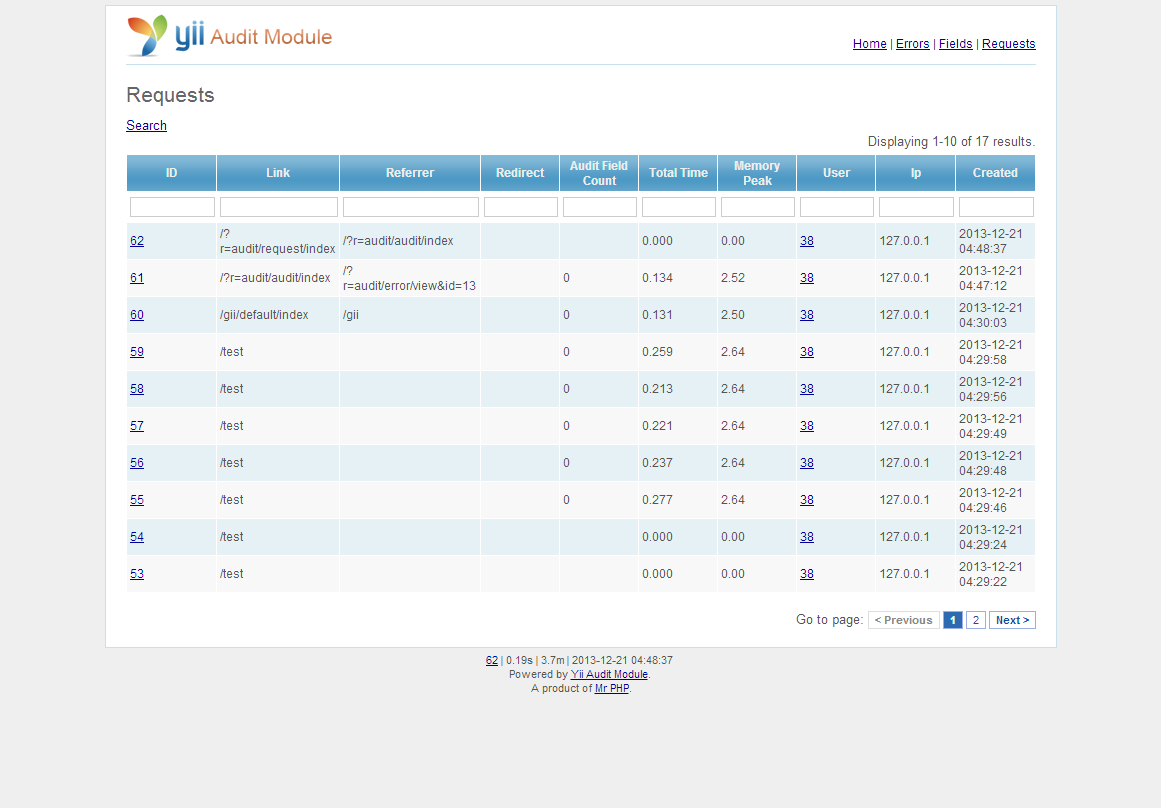 yii Audit Module
Home | Errors | Fields | Requests
Requests
Search
Displaying 1-10 of 17 results.
ID Link Referrer Redirect Audit Field Count Total Time Memory Peak User Ip Created
62 /?r=audit/request/index /?r=audit/audit/index 0.000 0.00 38 127.0.0.1 2013-12-21 04:48:37
61 /?r=audit/audit/index /?r=audit/error/view&id=13 0 0.134 2.52 38 127.0.0.1 2013-12-21 04:47:12
60 /gii/default/index /gii 0 0.131 2.50 38 127.0.0.1 2013-12-21 04:30:03
59 /test 0 0.259 2.64 38 127.0.0.1 2013-12-21 04:29:58
58 /test 0 0.213 2.64 38 127.0.0.1 2013-12-21 04:29:56
57 /test 0 0.221 2.64 38 127.0.0.1 2013-12-21 04:29:49
56 /test 0 0.237 2.64 38 127.0.0.1 2013-12-21 04:29:48
55 /test 0 0.277 2.64 38 127.0.0.1 2013-12-21 04:29:46
54 /test 0.000 0.00 38 127.0.0.1 2013-12-21 04:29:24
53 /test 0.000 0.00 38 127.0.0.1 2013-12-21 04:29:22
Go to page: < Previous 1 2 Next >
62 | 0.19s | 3.7m | 2013-12-21 04:48:37
Powered by Yii Audit Module.
A product of Mr PHP.